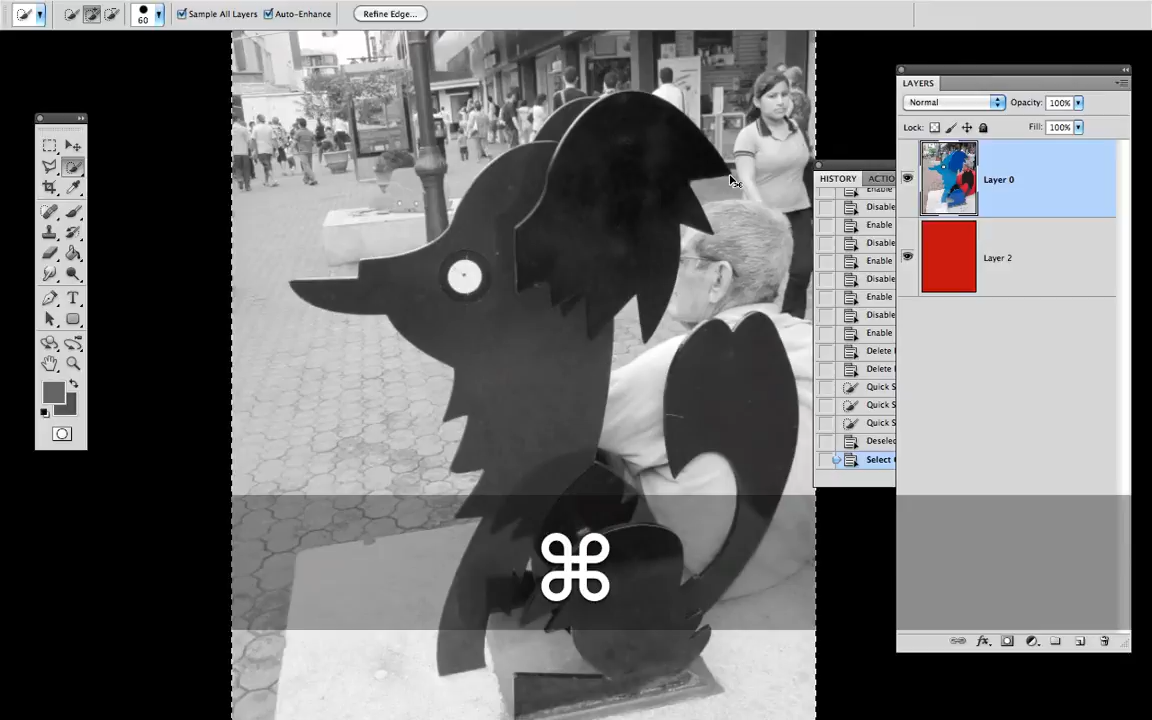 60
Sample All Layers
Auto-Enhance
Refine Edge...
LAYERS
Normal
Opacity: 100%
Lock:
Fill: 100%
Layer 0
Layer 2
HISTORY
ACTIO
Enable
Disable
Enable
Disable
Enable
Disable
Enable
Disable
Enable
Delete
Delete
Quick S
Quick S
Quick S
Deselec
Select
fx
⌘